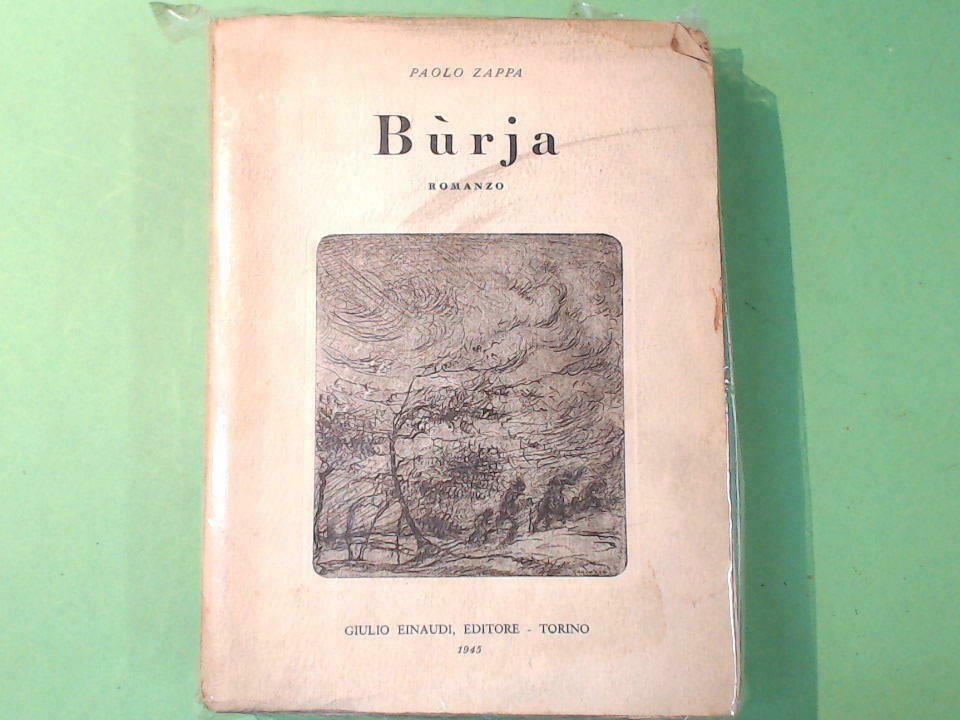 PAOLO ZAPPA
Bùrja
ROMANZO
GIULIO EINAUDI, EDITORE - TORINO
1945